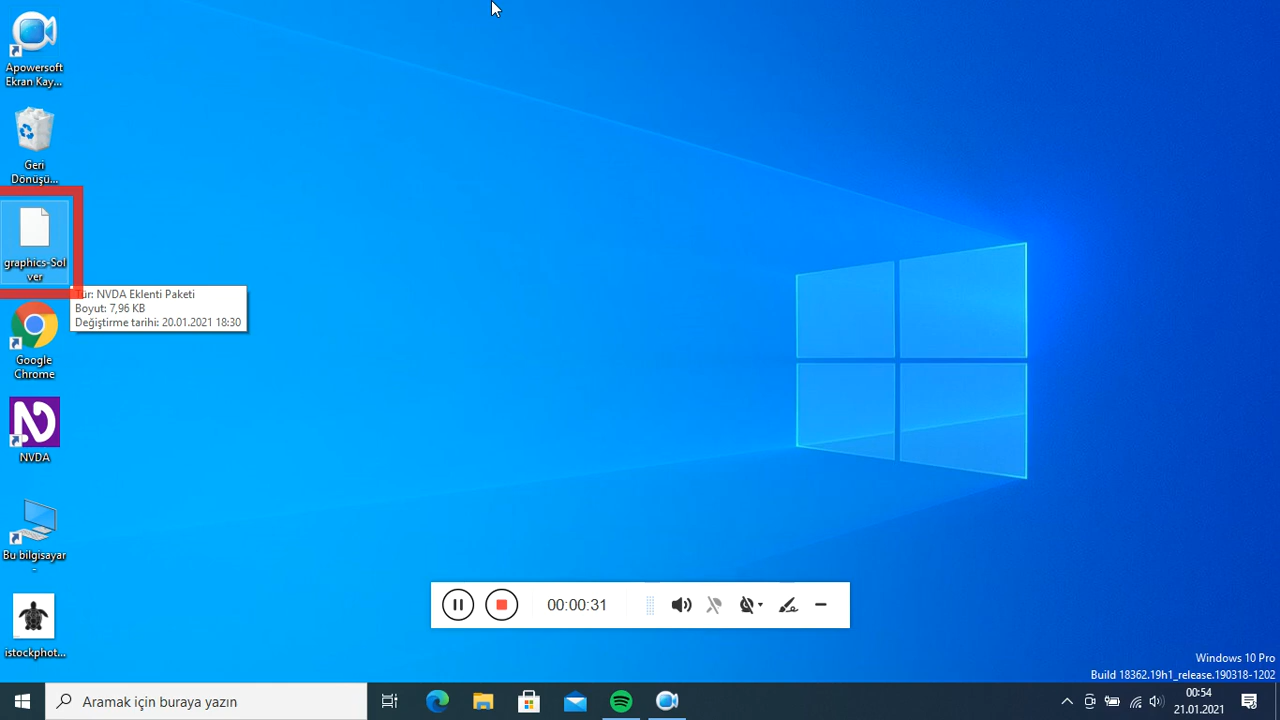 Apowersoft
Ekran Kay...
Geri
Dönüşü...
graphics-Sol
ver
Tür: NVDA Eklenti Paketi
Boyut: 7,96 KB
Değiştirme tarihi: 20.01.2021 18:30
Google
Chrome
NVDA
Bu bilgisayar
-
istockphot...
00:00:31
Windows 10 Pro
Build 18362.19h1_release.190318-1202
Aramak için buraya yazın
00:54
21.01.2021